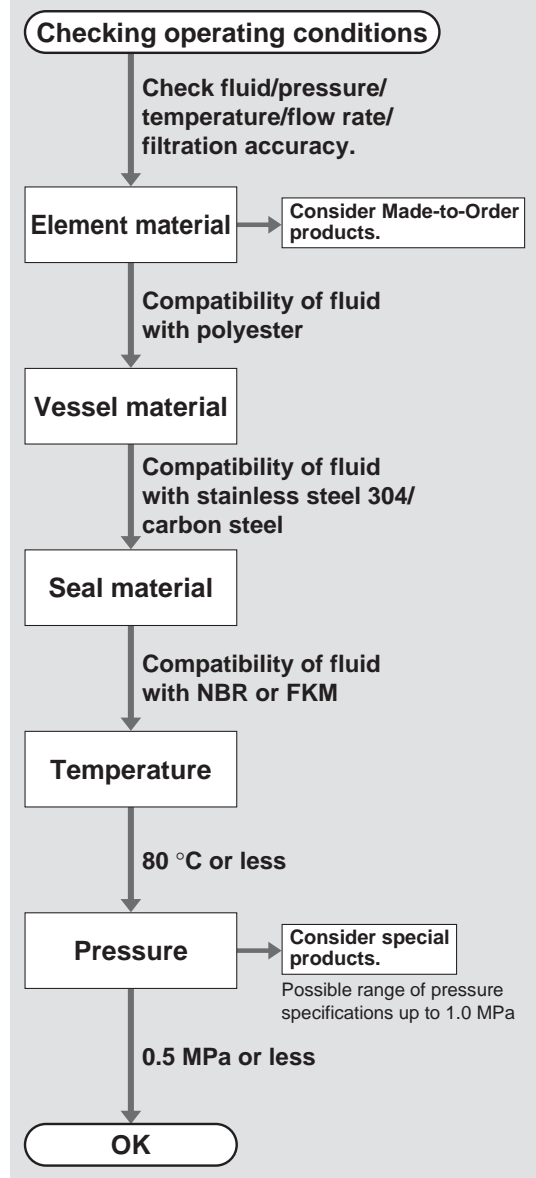 Checking operating conditions
Check fluid/pressure/
temperature/flow rate/
filtration accuracy.
Element material
Consider Made-to-Order
products.
Compatibility of fluid
with polyester
Vessel material
Compatibility of fluid
with stainless steel 304/
carbon steel
Seal material
Compatibility of fluid
with NBR or FKM
Temperature
80 °C or less
Pressure
Consider special
products.
Possible range of pressure
specifications up to 1.0 MPa
0.5 MPa or less
OK